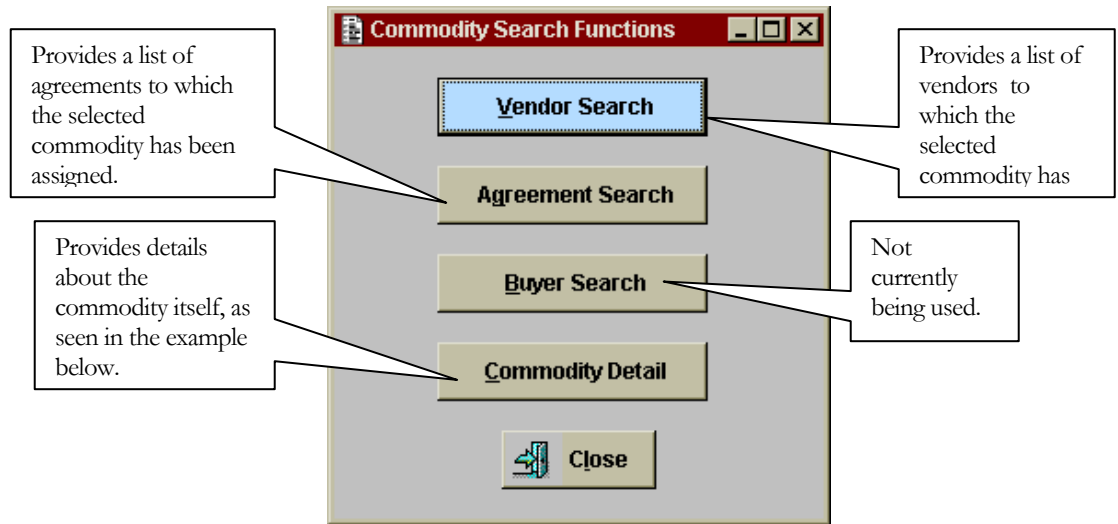 Commodity Search Functions
Provides a list of
agreements to which
the selected
commodity has been
assigned.
Vendor Search
Provides a list of
vendors to
which the
selected
commodity has
Agreement Search
Provides details
about the
commodity itself, as
seen in the example
below.
Buyer Search
Not
currently
being used.
Commodity Detail
Close